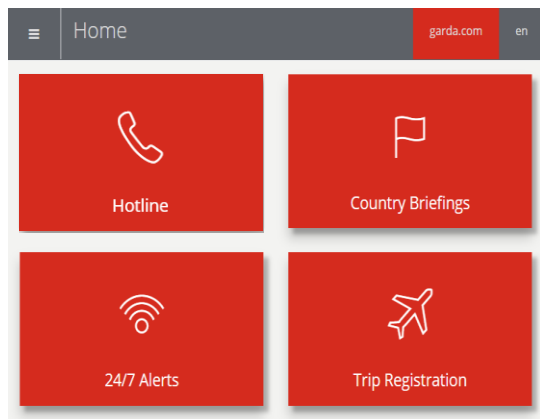 Home
garda.com
en
Hotline
Country Briefings
24/7 Alerts
Trip Registration